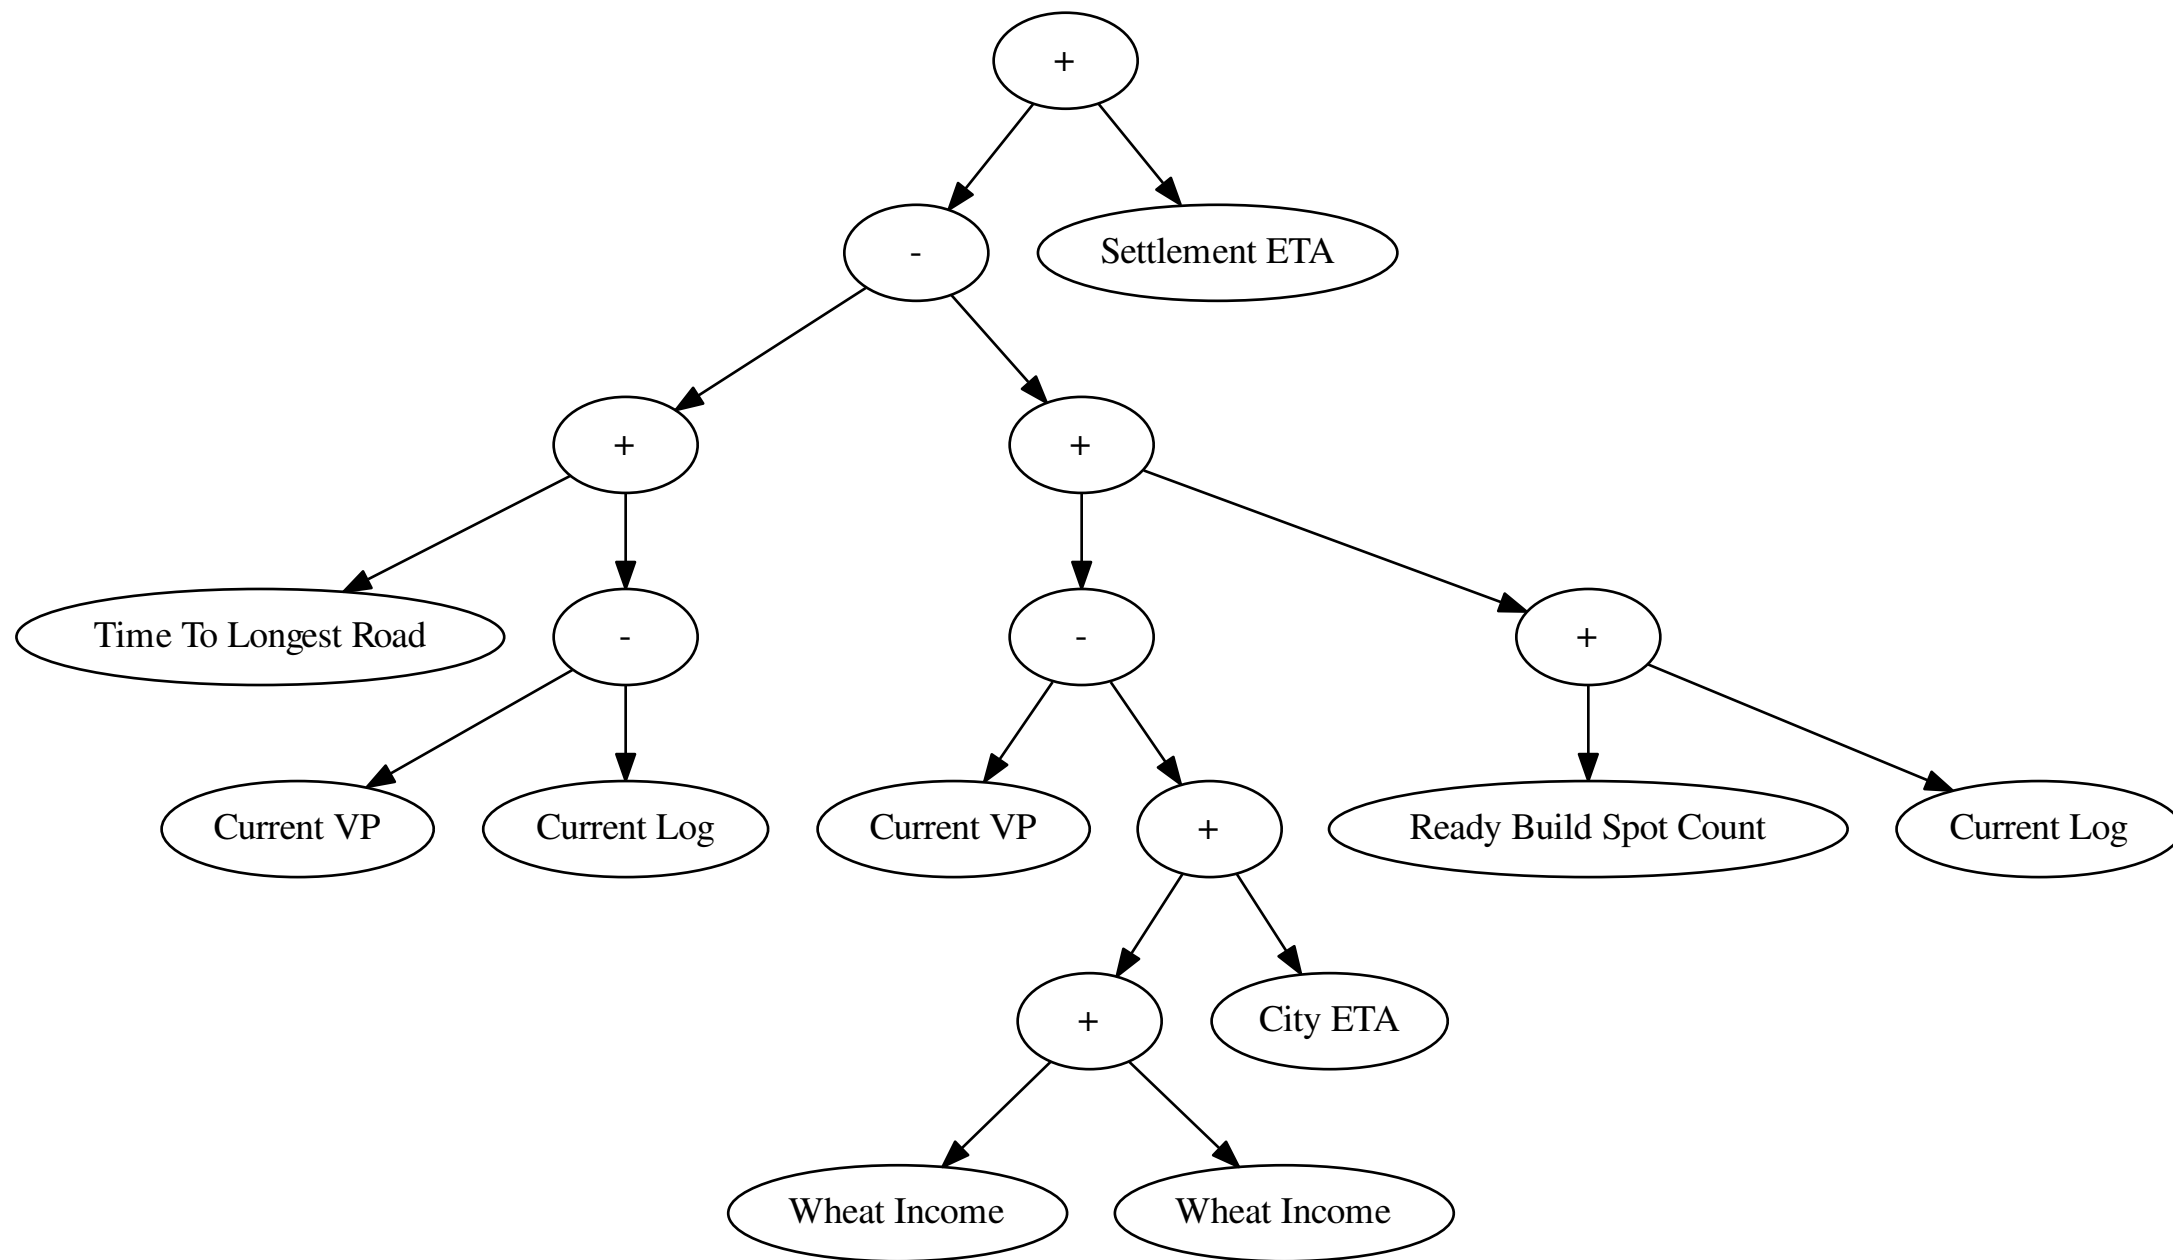 +
-
Settlement ETA
+
+
Time To Longest Road
-
-
+
Current VP
Current Log
Current VP
+
Ready Build Spot Count
Current Log
+
City ETA
Wheat Income
Wheat Income